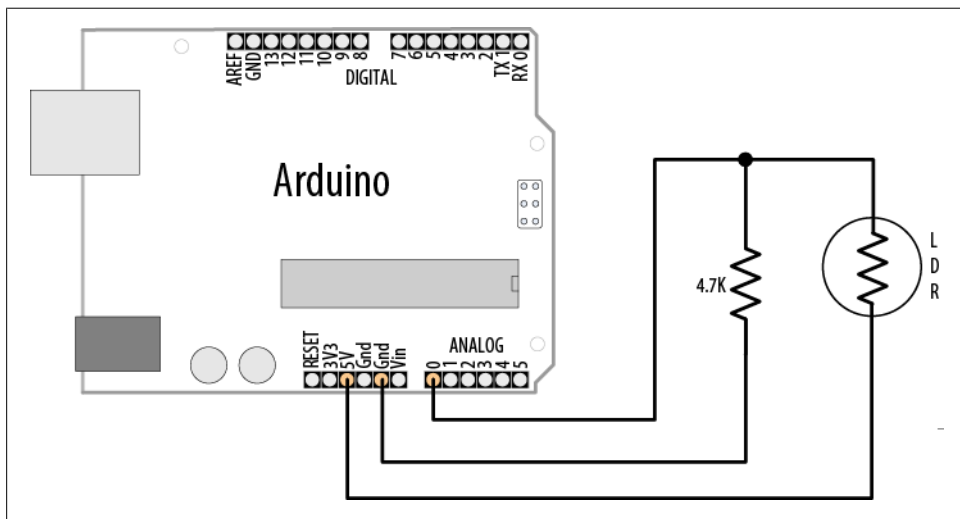 AREF GND 13 12 11 10 9 8 7 6 5 4 3 2 TX 1 RX 0
DIGITAL
Arduino
4.7K
L
D
R
ANALOG
RESET 3V3 5V Gnd Gnd Vin 0 1 2 3 4 5